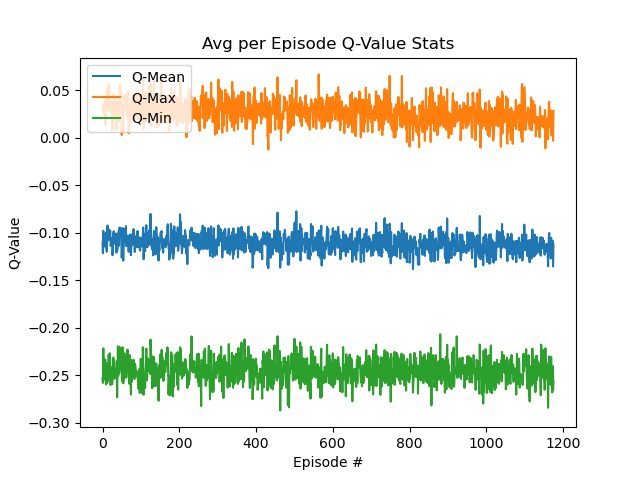 Avg per Episode Q-Value Stats
Q-Mean
Q-Max
Q-Min
0.05
0.00
−0.05
−0.10
−0.15
−0.20
−0.25
−0.30
Q-Value
0 200 400 600 800 1000 1200
Episode #